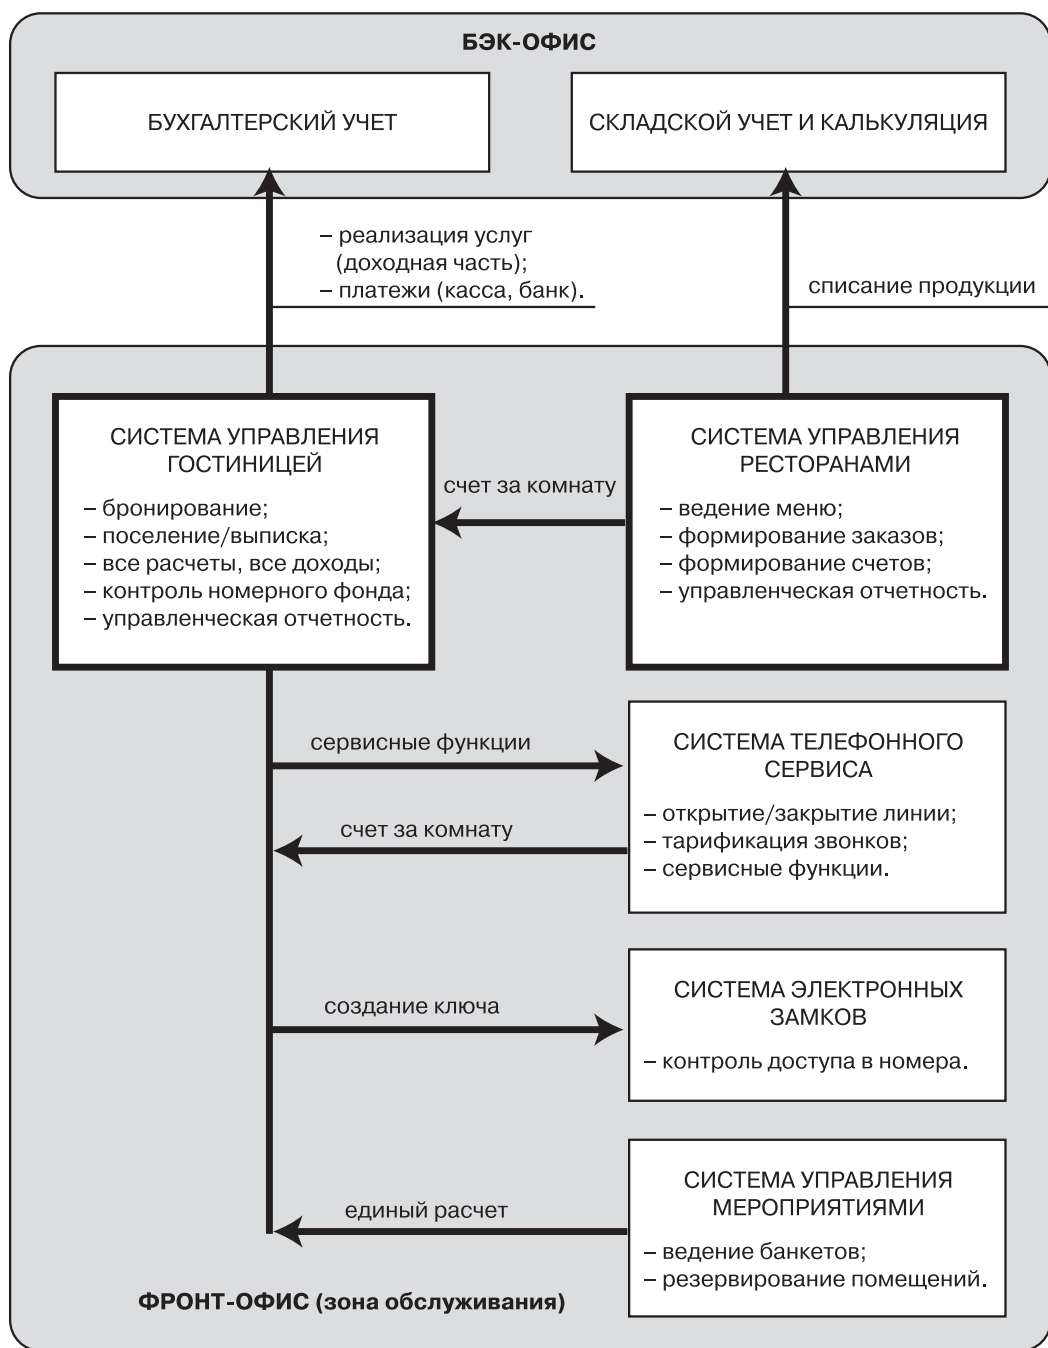 БЭК-ОФИС
БУХГАЛТЕРСКИЙ УЧЕТ
СКЛАДСКОЙ УЧЕТ И КАЛЬКУЛЯЦИЯ
– реализация услуг
(доходная часть);
– платежи (касса, банк).
списание продукции
СИСТЕМА УПРАВЛЕНИЯ
ГОСТИНИЦЕЙ
– бронирование;
– поселение/выписка;
– все расчеты, все доходы;
– контроль номерного фонда;
– управленческая отчетность.
счет за комнату
СИСТЕМА УПРАВЛЕНИЯ
РЕСТОРАНАМИ
– ведение меню;
– формирование заказов;
– формирование счетов;
– управленческая отчетность.
сервисные функции
счет за комнату
СИСТЕМА ТЕЛЕФОННОГО
СЕРВИСА
– открытие/закрытие линии;
– тарификация звонков;
– сервисные функции.
создание ключа
СИСТЕМА ЭЛЕКТРОННЫХ
ЗАМКОВ
– контроль доступа в номера.
единый расчет
СИСТЕМА УПРАВЛЕНИЯ
МЕРОПРИЯТИЯМИ
– ведение банкетов;
– резервирование помещений.
ФРОНТ-ОФИС (зона обслуживания)